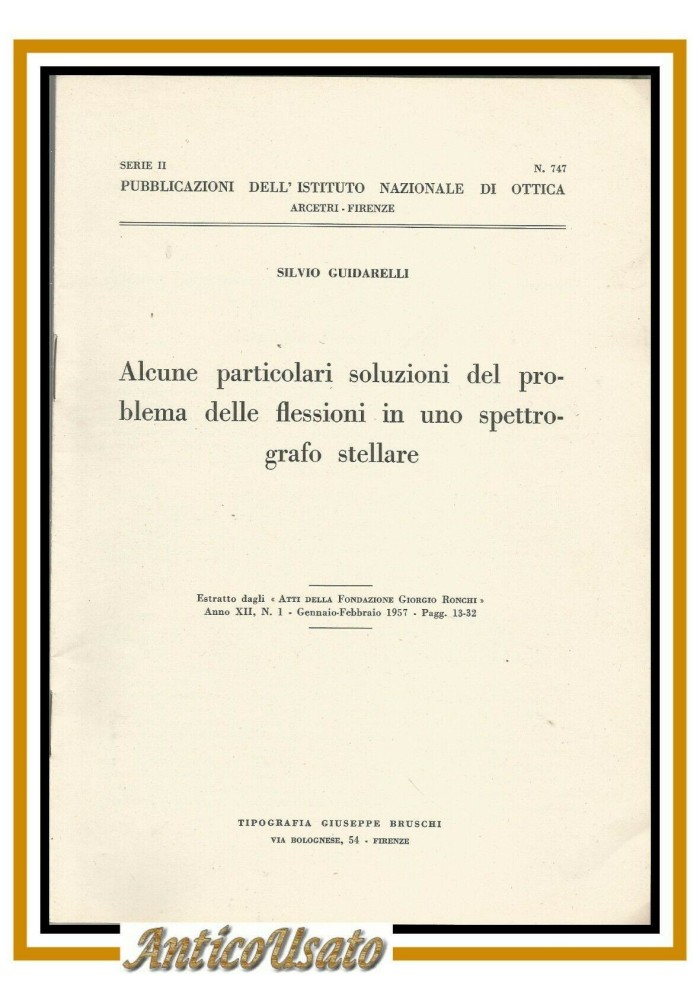 SERIE II
N. 747
PUBBLICAZIONI DELL' ISTITUTO NAZIONALE DI OTTICA
ARCETRI - FIRENZE
SILVIO GUIDARELLI
Alcune particolari soluzioni del pro-
blema delle flessioni in uno spettro-
grafo stellare
Estratto dagli « ATTI DELLA FONDAZIONE GIORGIO RONCHI »
Anno XII, N. 1 - Gennaio-Febbraio 1957 - Pagg. 13-32
TIPOGRAFIA GIUSEPPE BRUSCHI
VIA BOLOGNESE, 54 - FIRENZE
AnticoUsato